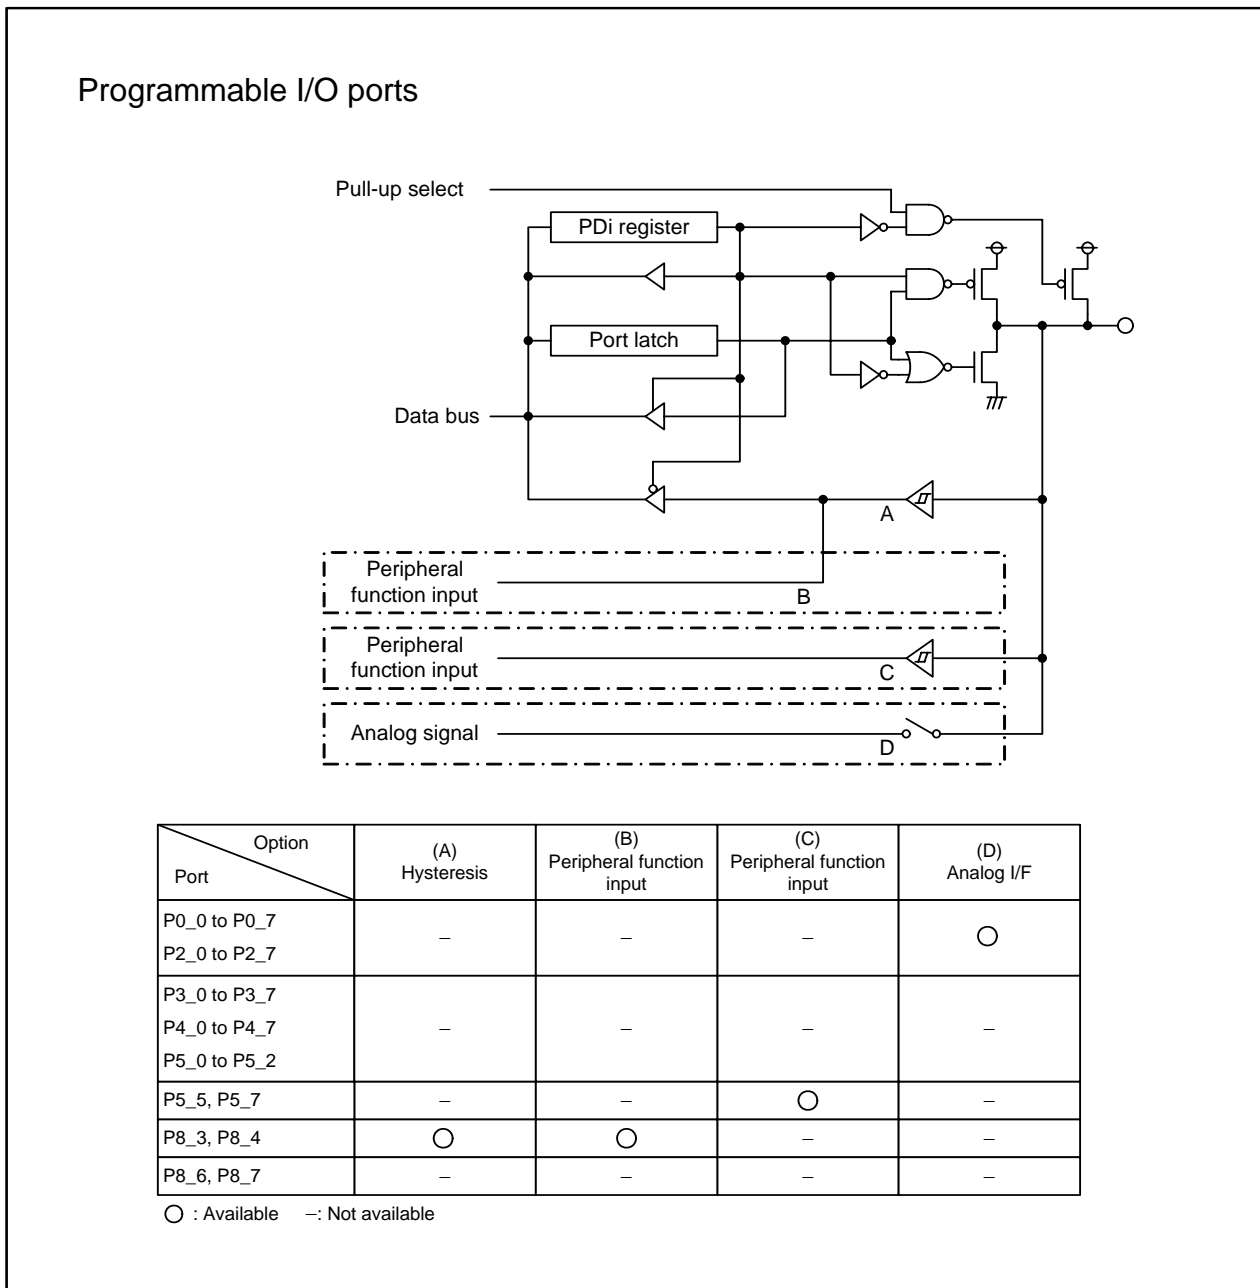 Programmable I/O ports
Pull-up select
PDi register
Port latch
Data bus
A
Peripheral
function input
B
Peripheral
function input
C
Analog signal
D
Option
Port
(A)
Hysteresis
(B)
Peripheral function
input
(C)
Peripheral function
input
(D)
Analog I/F
P0_0 to P0_7
P2_0 to P2_7
– – –
P3_0 to P3_7
P4_0 to P4_7
P5_0 to P5_2
– – – –
P5_5, P5_7 – – –
P8_3, P8_4 – –
P8_6, P8_7 – – – –
: Available –: Not available